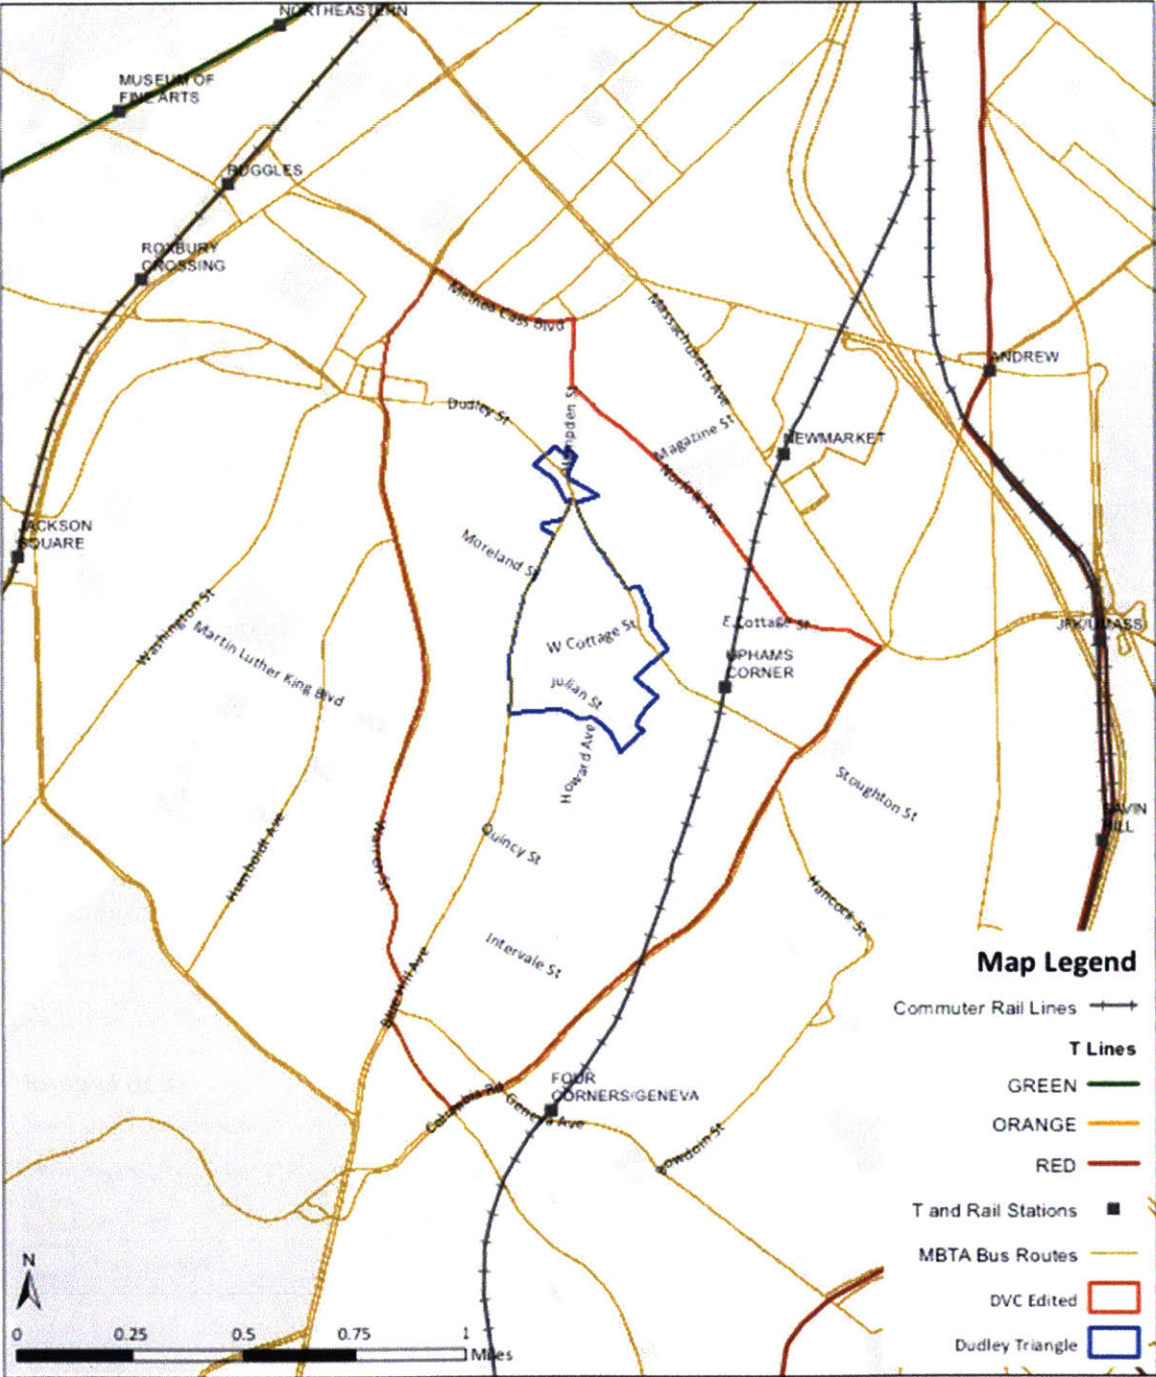 NORTHEASTERN
MUSEUM OF
FINE ARTS
RUGGLES
ROXBURY
CROSSING
Melnea Cass Blvd
Massachusetts Ave
ANDREW
Dudley St
Hampden St
Magazine St
NEWMARKET
Norfolk Ave
JACKSON
SQUARE
Moreland St
Washington St
Martin Luther King Blvd
W Cottage St
E Cottage St
JFK/UMASS
UPHAMS
CORNER
Julian St
Howard Ave
Stoughton St
SAVIN
HILL
Warren St
Quincy St
Humboldt Ave
Hancock St
Intervale St
Blue Hill Ave
FOUR
CORNERS/GENEVA
Columbia Rd
Geneva Ave
Bowdoin St
Map Legend
Commuter Rail Lines
T Lines
GREEN
ORANGE
RED
T and Rail Stations
MBTA Bus Routes
DVC Edited
Dudley Triangle
N
0 0.25 0.5 0.75 1
Miles